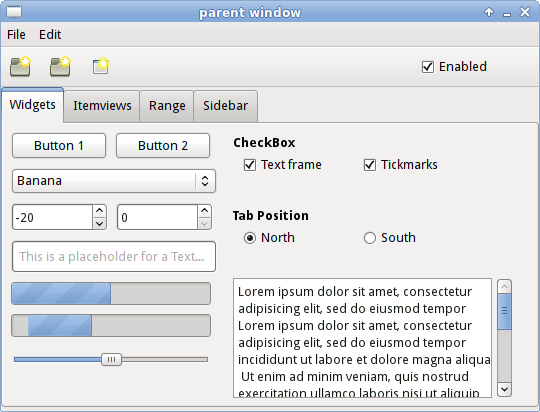 parent window
File Edit
Enabled
Widgets Itemviews Range Sidebar
Button 1 Button 2
Banana
-20 0
This is a placeholder for a Text...
CheckBox
Text frame Tickmarks
Tab Position
North South
Lorem ipsum dolor sit amet, consectetur
adipisicing elit, sed do eiusmod tempor
Lorem ipsum dolor sit amet, consectetur
adipisicing elit, sed do eiusmod tempor
incididunt ut labore et dolore magna aliqua
Ut enim ad minim veniam, quis nostrud
exercitation ullamco laboris nisi ut aliquip